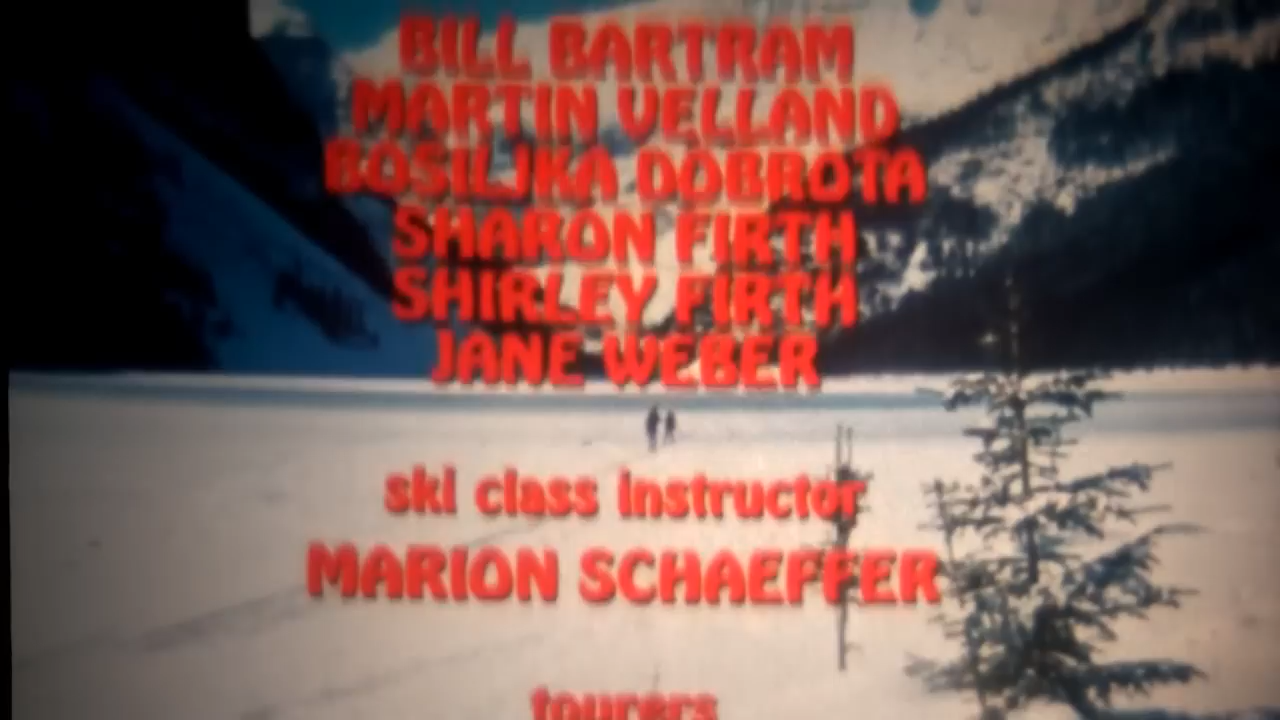 BILL BARTRAM
MARTIN VELLAND
BOSILJKA DOBROTA
SHARON FIRTH
SHIRLEY FIRTH
JANE WEBER
ski class instructor
MARION SCHAEFFER
tourers